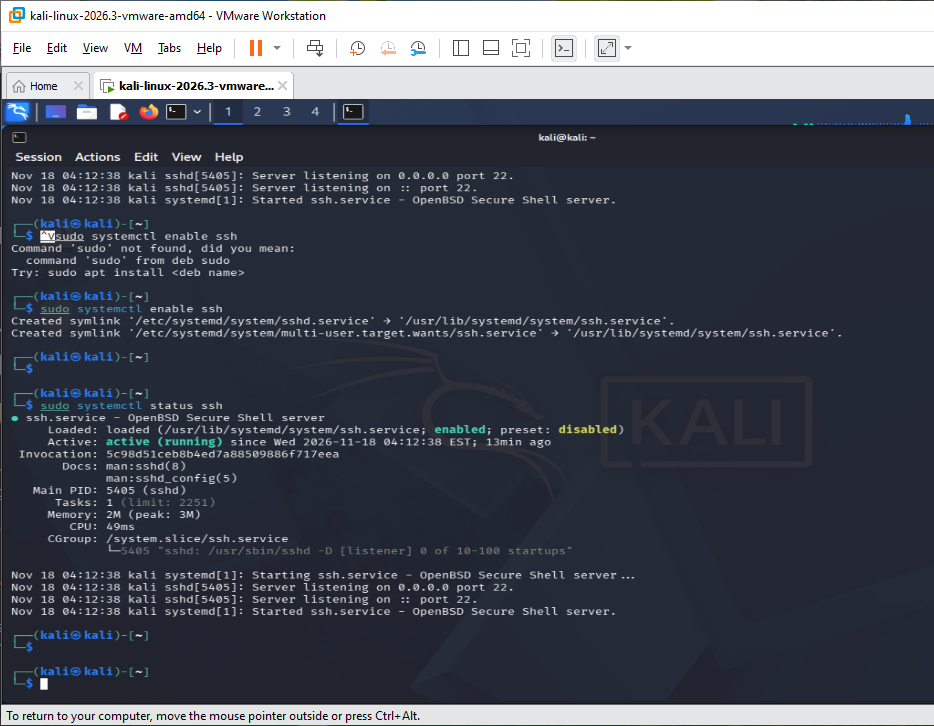 kali-linux-2026.3-vmware-amd64 - VMware Workstation
File Edit View VM Tabs Help
Home kali-linux-2026.3-vmware...
1 2 3 4
kali@kali: ~
Session Actions Edit View Help
Nov 18 04:12:38 kali sshd[5405]: Server listening on 0.0.0.0 port 22.
Nov 18 04:12:38 kali sshd[5405]: Server listening on :: port 22.
Nov 18 04:12:38 kali systemd[1]: Started ssh.service - OpenBSD Secure Shell server.
┌──(kali㉿kali)-[~]
└─$ ^Vsudo systemctl enable ssh
Command 'sudo' not found, did you mean:
command 'sudo' from deb sudo
Try: sudo apt install <deb name>
┌──(kali㉿kali)-[~]
└─$ sudo systemctl enable ssh
Created symlink '/etc/systemd/system/sshd.service' → '/usr/lib/systemd/system/ssh.service'.
Created symlink '/etc/systemd/system/multi-user.target.wants/ssh.service' → '/usr/lib/systemd/system/ssh.service'.
┌──(kali㉿kali)-[~]
└─$
┌──(kali㉿kali)-[~]
└─$ sudo systemctl status ssh
● ssh.service - OpenBSD Secure Shell server
Loaded: loaded (/usr/lib/systemd/system/ssh.service; enabled; preset: disabled)
Active: active (running) since Wed 2026-11-18 04:12:38 EST; 13min ago
Invocation: 5c98d51ceb8b4ed7a88509886f717eea
Docs: man:sshd(8)
man:sshd_config(5)
Main PID: 5405 (sshd)
Tasks: 1 (limit: 2251)
Memory: 2M (peak: 3M)
CPU: 49ms
CGroup: /system.slice/ssh.service
└─5405 "sshd: /usr/sbin/sshd -D [listener] 0 of 10-100 startups"
Nov 18 04:12:38 kali systemd[1]: Starting ssh.service - OpenBSD Secure Shell server...
Nov 18 04:12:38 kali sshd[5405]: Server listening on 0.0.0.0 port 22.
Nov 18 04:12:38 kali sshd[5405]: Server listening on :: port 22.
Nov 18 04:12:38 kali systemd[1]: Started ssh.service - OpenBSD Secure Shell server.
┌──(kali㉿kali)-[~]
└─$
┌──(kali㉿kali)-[~]
└─$
KALI
To return to your computer, move the mouse pointer outside or press Ctrl+Alt.